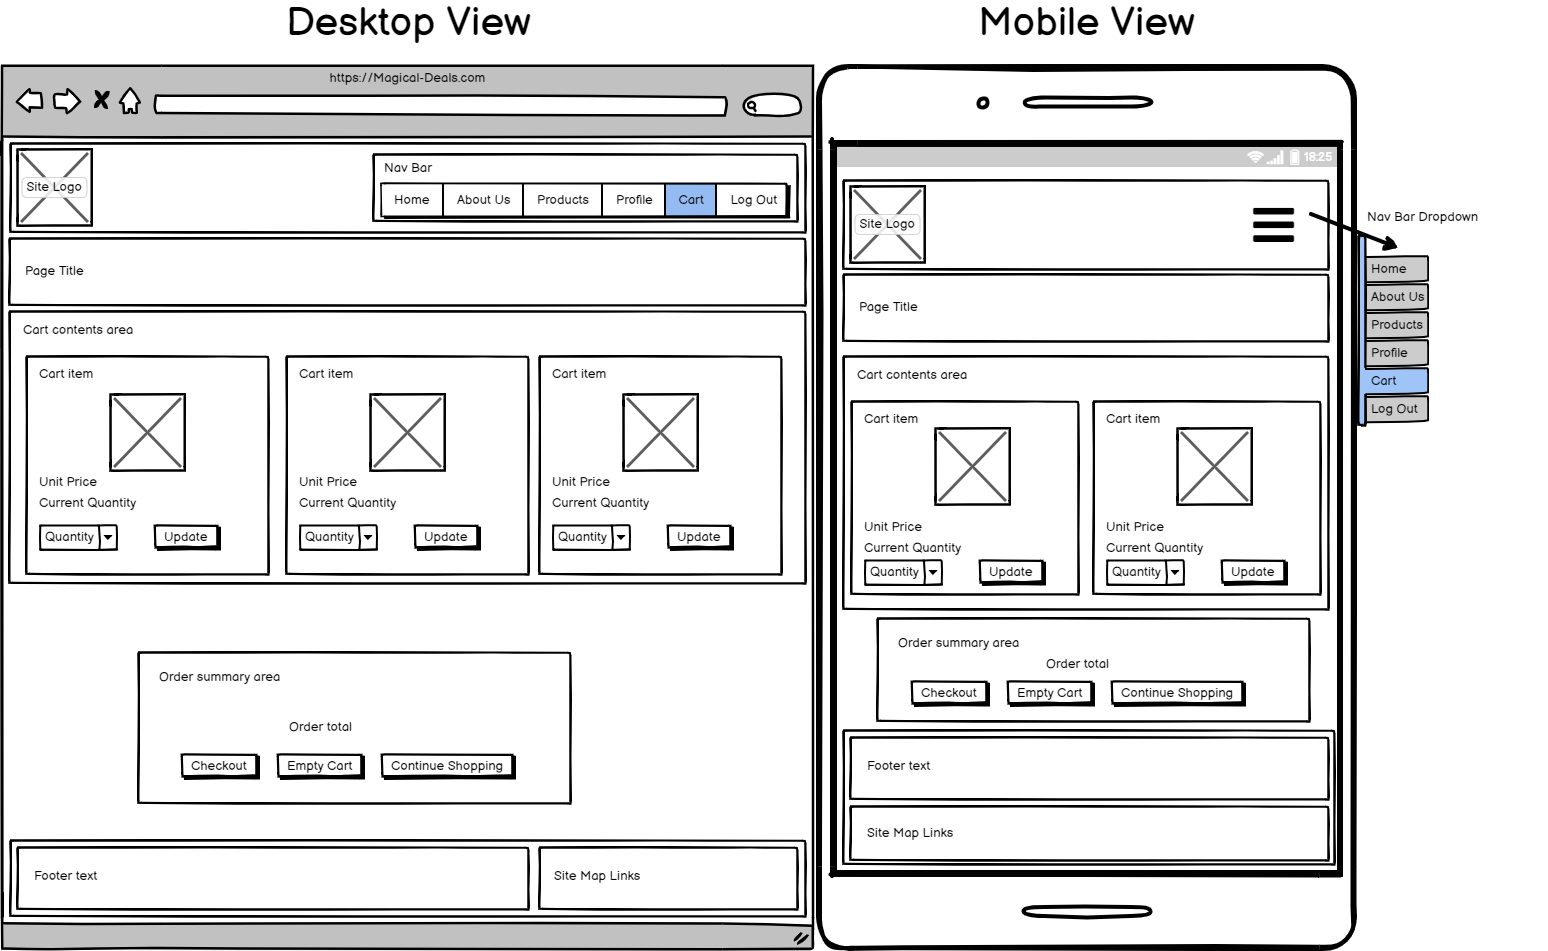 Desktop View
https://Magical-Deals.com
Site Logo
Nav Bar
Home About Us Products Profile Cart Log Out
Page Title
Cart contents area
Cart item Cart item Cart item
Unit Price Unit Price Unit Price
Current Quantity Current Quantity Current Quantity
Quantity Update Quantity Update Quantity Update
Order summary area
Order total
Checkout Empty Cart Continue Shopping
Footer text Site Map Links
Mobile View
18:25
Site Logo
Nav Bar Dropdown
Home
About Us
Products
Profile
Cart
Log Out
Page Title
Cart contents area
Cart item Cart item
Unit Price Unit Price
Current Quantity Current Quantity
Quantity Update Quantity Update
Order summary area
Order total
Checkout Empty Cart Continue Shopping
Footer text
Site Map Links